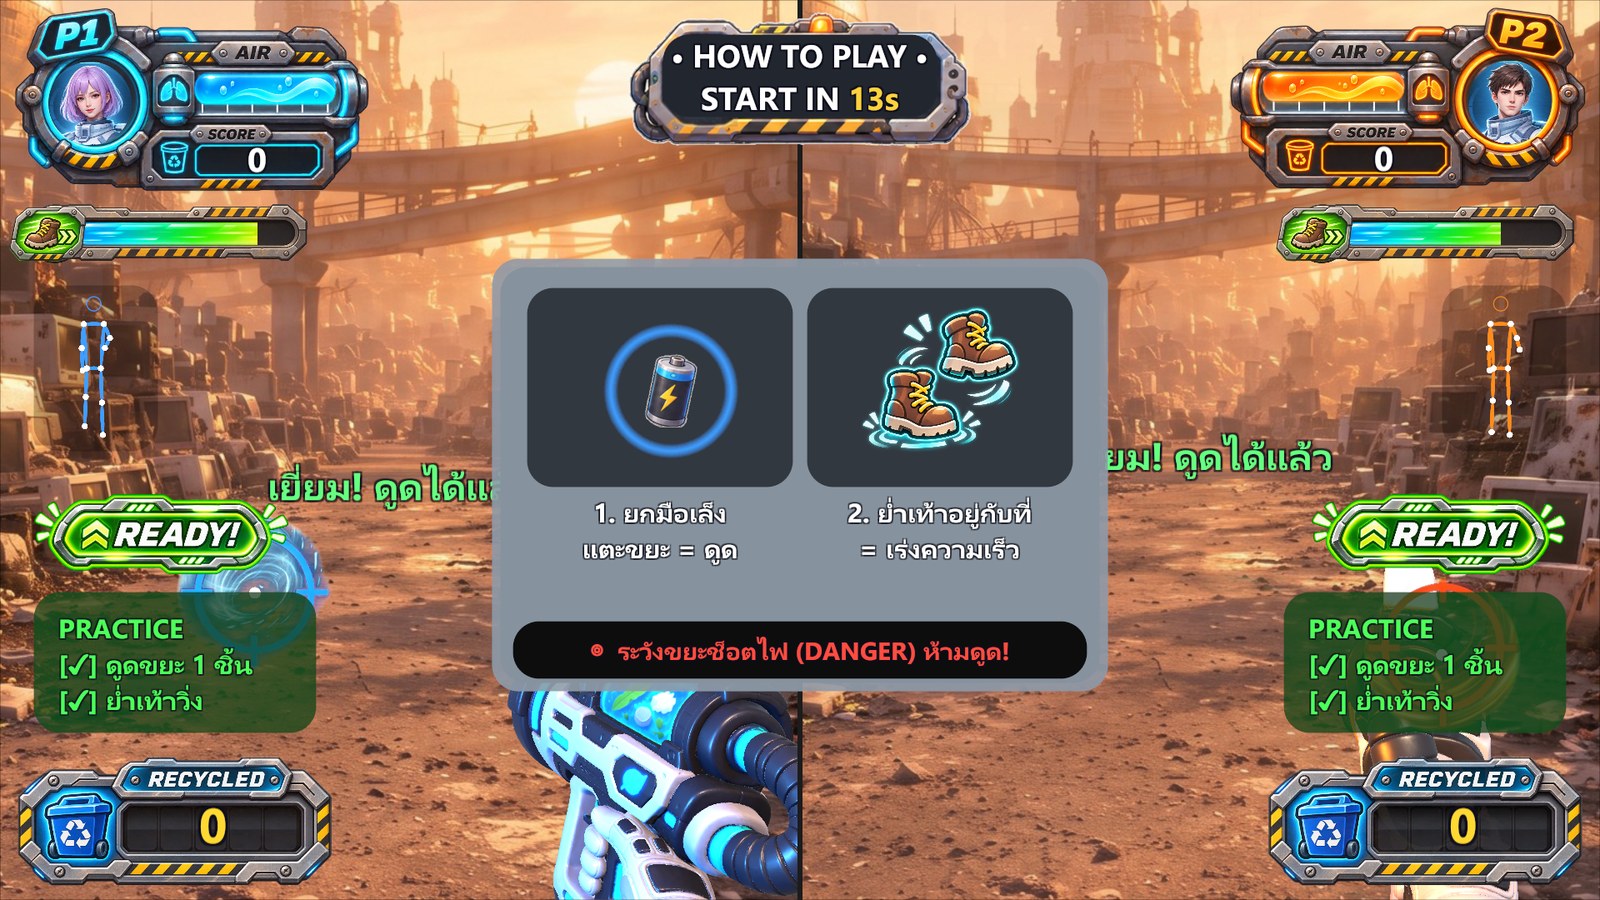 P1
AIR
SCORE
0
• HOW TO PLAY •
START IN 13s
P2
AIR
SCORE
0
เยี่ยม! ดูดได้แ
ยม! ดูดได้แล้ว
1. ยกมือเล็ง
แตะขยะ = ดูด
2. ย่ำเท้าอยู่กับที่
= เร่งความเร็ว
ระวังขยะช็อตไฟ (DANGER) ห้ามดูด!
READY!
PRACTICE
[✓] ดูดขยะ 1 ชิ้น
[✓] ย่ำเท้าวิ่ง
RECYCLED
0
READY!
PRACTICE
[✓] ดูดขยะ 1 ชิ้น
[✓] ย่ำเท้าวิ่ง
RECYCLED
0